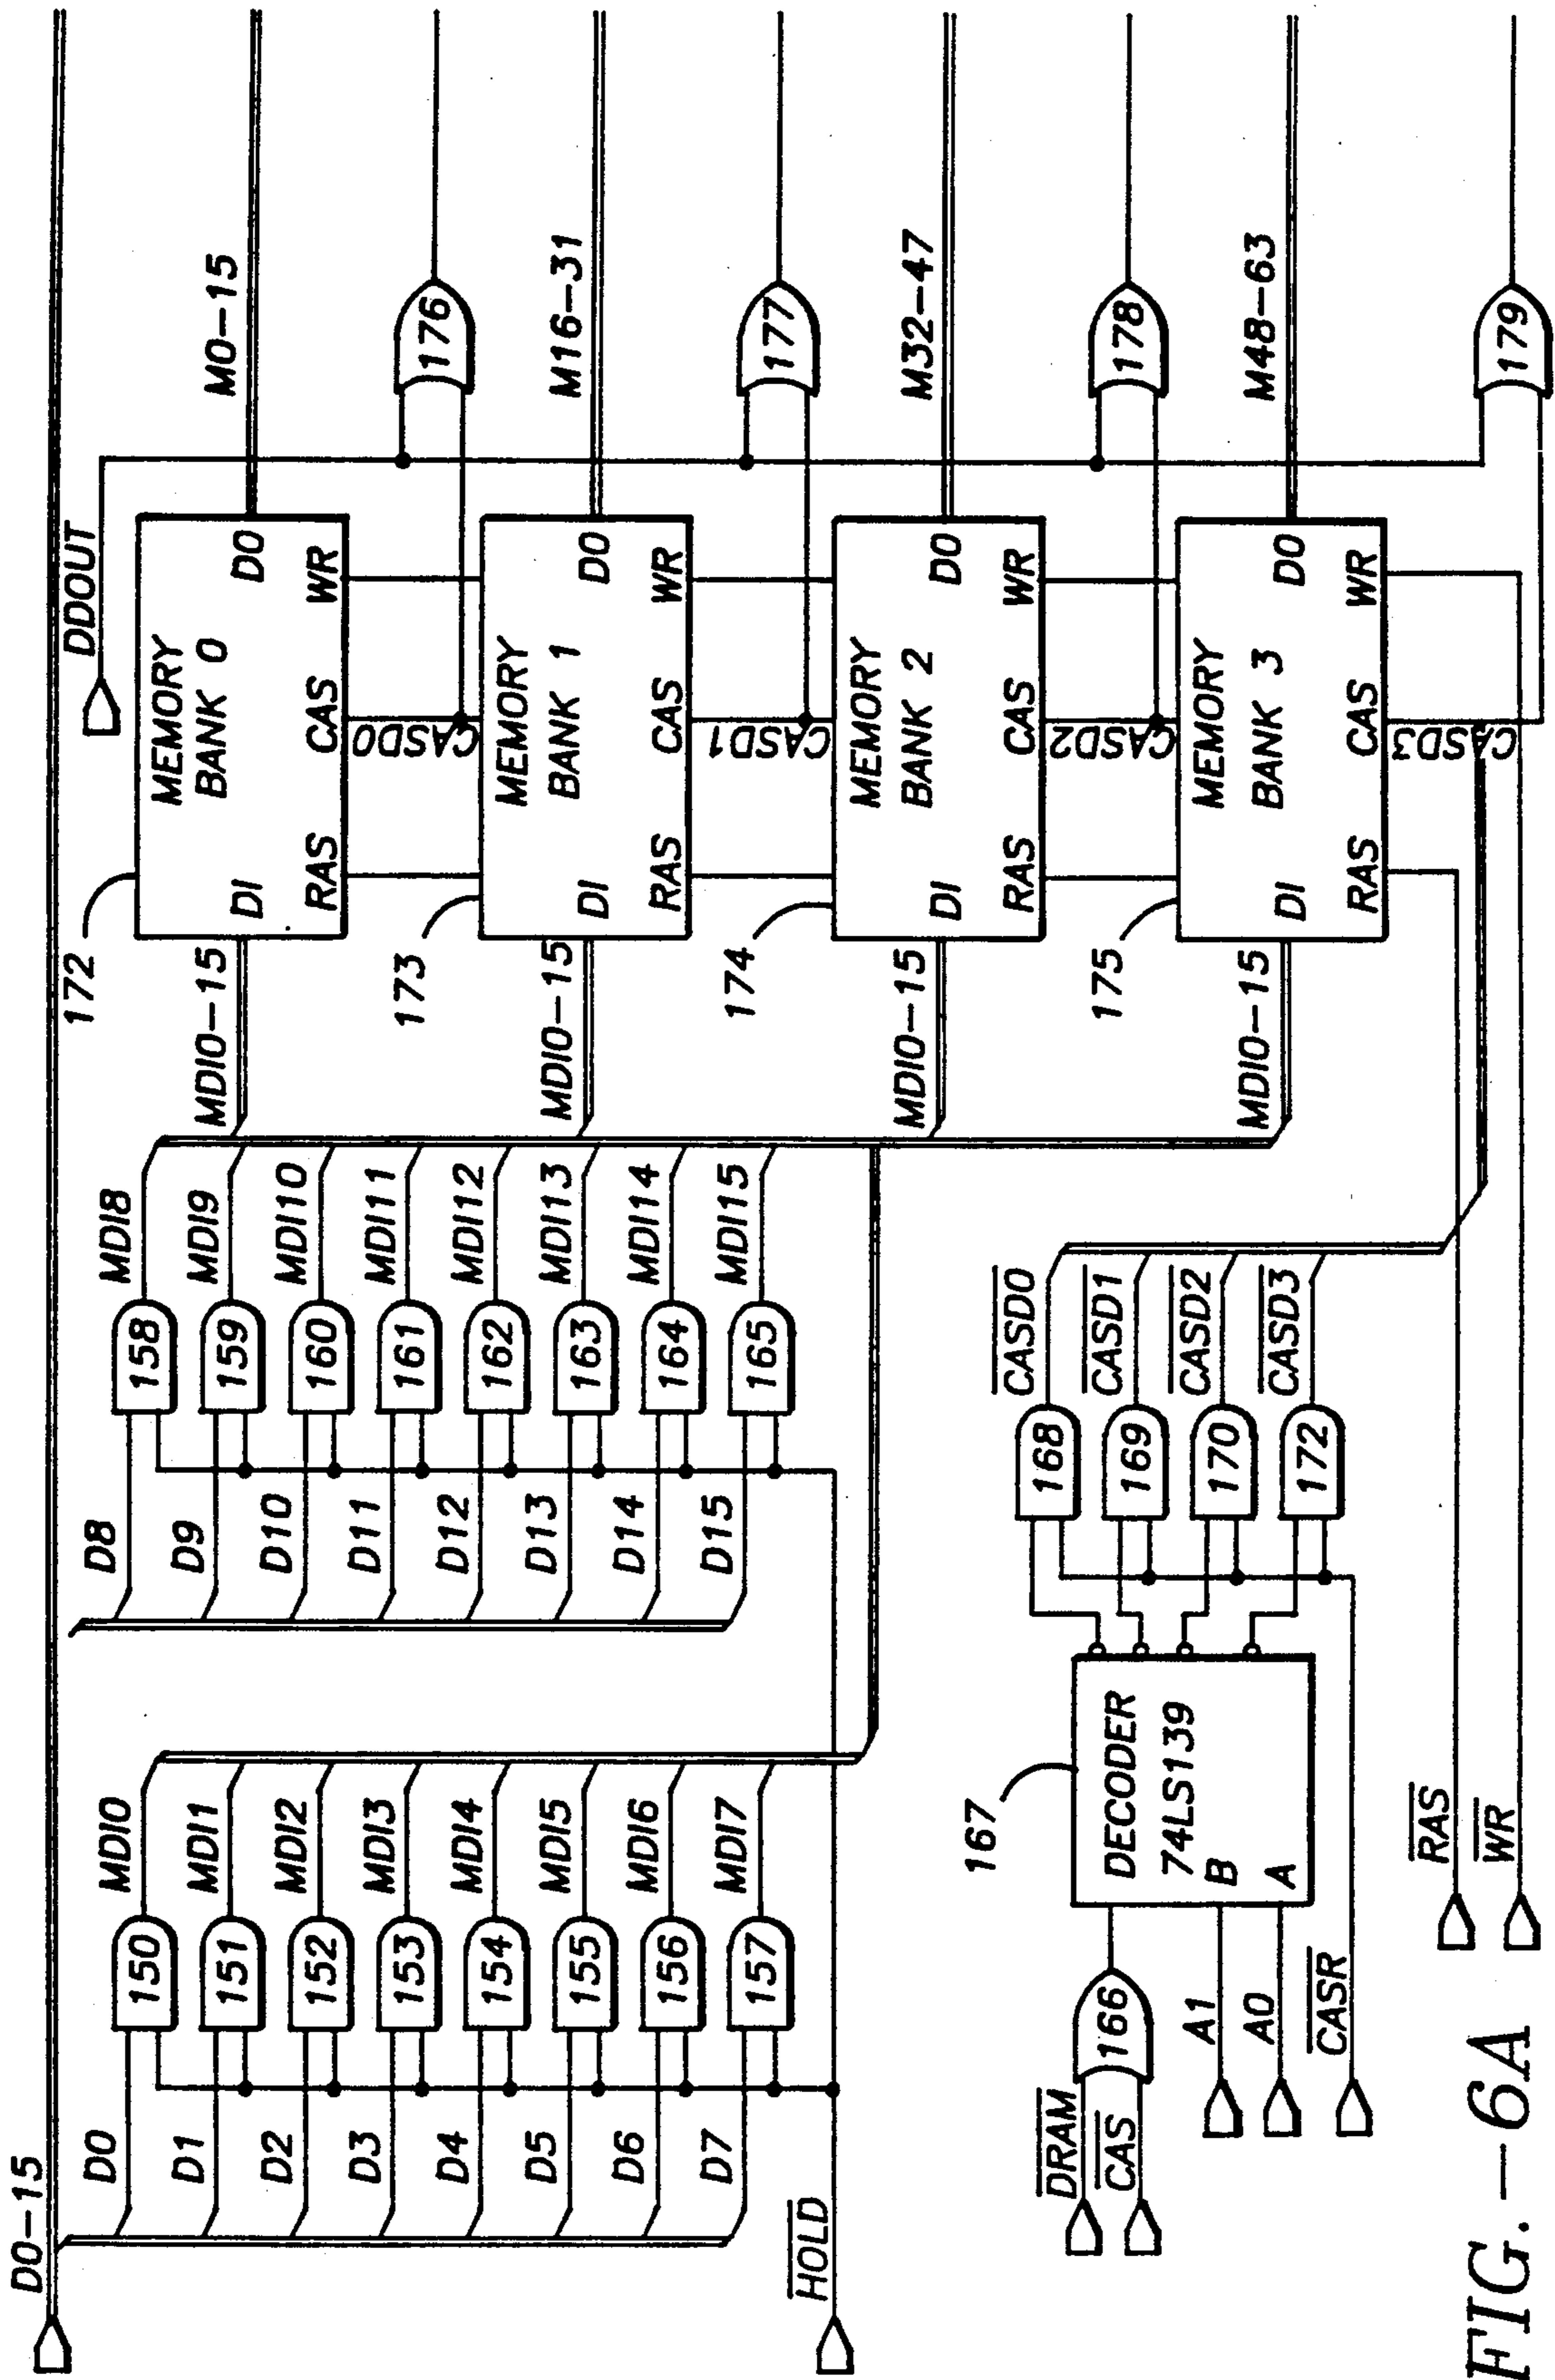 D0-15
D0
D1
D2
D3
D4
D5
D6
D7
HOLD
150
151
152
153
154
155
156
157
MDI0
MDI1
MDI2
MDI3
MDI4
MDI5
MDI6
MDI7
D8
D9
D10
D11
D12
D13
D14
D15
158
159
160
161
162
163
164
165
MDI8
MDI9
MDI10
MDI11
MDI12
MDI13
MDI14
MDI15
MDI0-15
MDI0-15
MDI0-15
MDI0-15
172
MEMORY
BANK 0
DI
DO
RAS
CAS
WR
CASD0
173
MEMORY
BANK 1
DI
DO
RAS
CAS
WR
CASD1
174
MEMORY
BANK 2
DI
DO
RAS
CAS
WR
CASD2
175
MEMORY
BANK 3
DI
DO
RAS
CAS
WR
CASD3
DDOUT
M0-15
176
M16-31
177
M32-47
178
M48-63
179
DRAM
CAS
166
A1
A0
CASR
167
DECODER
74LS139
B
A
168
169
170
172
CASD0
CASD1
CASD2
CASD3
RAS
WR
FIG.-6A